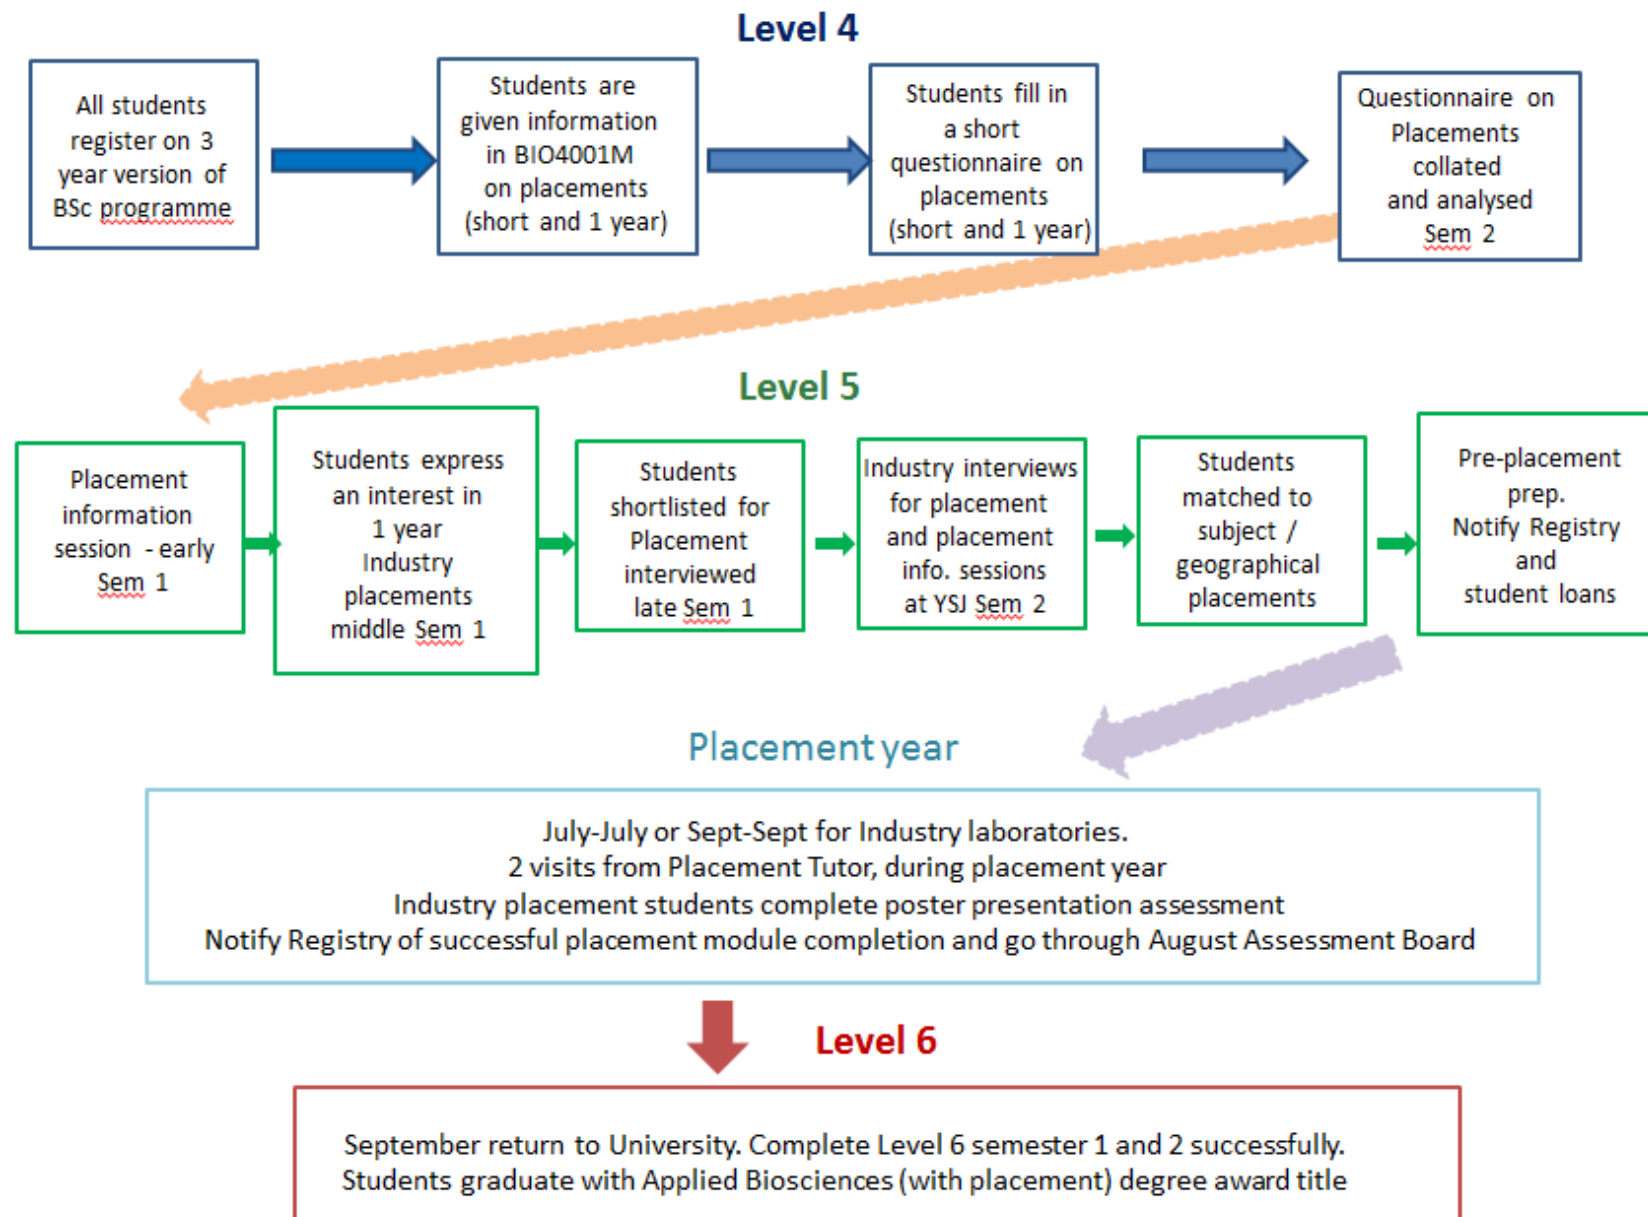 Level 4
All students
register on 3
year version of
BSc programme
Students are
given information
in BIO4001M
on placements
(short and 1 year)
Students fill in
a short
questionnaire on
placements
(short and 1 year)
Questionnaire on
Placements
collated
and analysed
Sem 2
Level 5
Placement
information
session - early
Sem 1
Students express
an interest in
1 year
Industry
placements
middle Sem 1
Students
shortlisted for
Placement
interviewed
late Sem 1
Industry interviews
for placement
and placement
info. sessions
at YSJ Sem 2
Students
matched to
subject /
geographical
placements
Pre-placement
prep.
Notify Registry
and
student loans
Placement year
July-July or Sept-Sept for Industry laboratories.
2 visits from Placement Tutor, during placement year
Industry placement students complete poster presentation assessment
Notify Registry of successful placement module completion and go through August Assessment Board
Level 6
September return to University. Complete Level 6 semester 1 and 2 successfully.
Students graduate with Applied Biosciences (with placement) degree award title